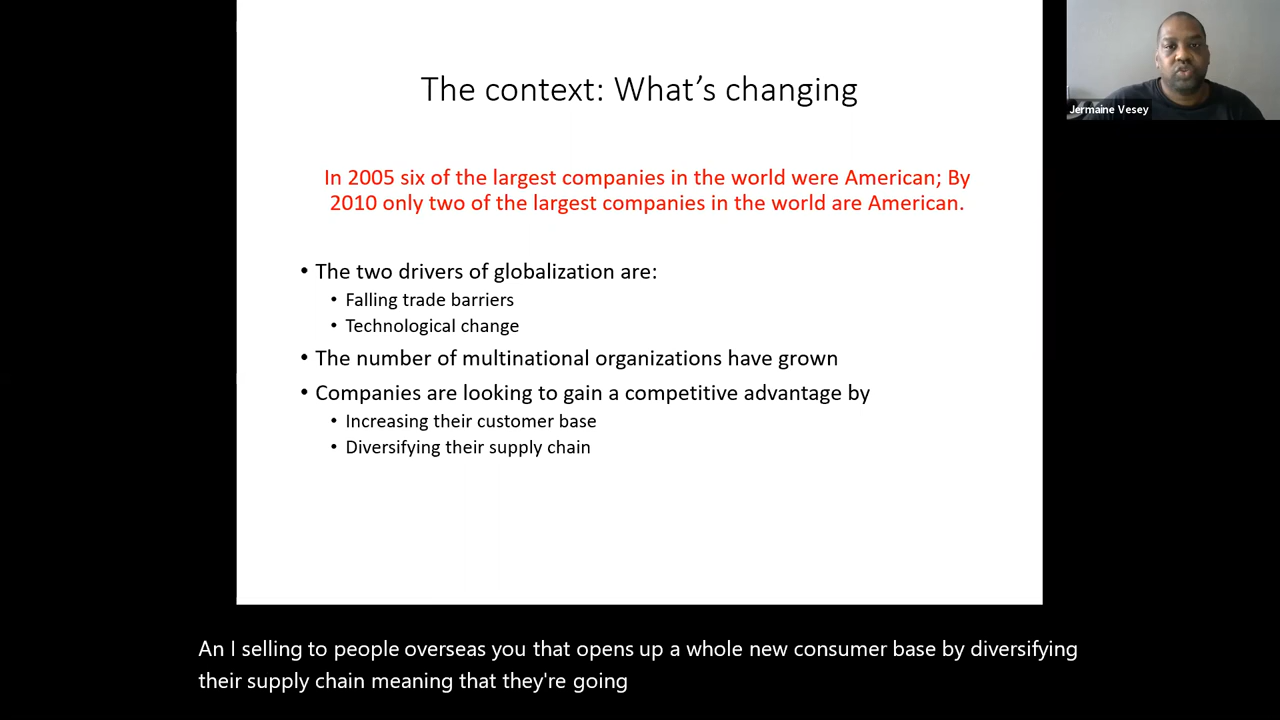 The context: What's changing
Jermaine Vesey
In 2005 six of the largest companies in the world were American; By
2010 only two of the largest companies in the world are American.
• The two drivers of globalization are:
• Falling trade barriers
• Technological change
• The number of multinational organizations have grown
• Companies are looking to gain a competitive advantage by
• Increasing their customer base
• Diversifying their supply chain
An I selling to people overseas you that opens up a whole new consumer base by diversifying
their supply chain meaning that they're going